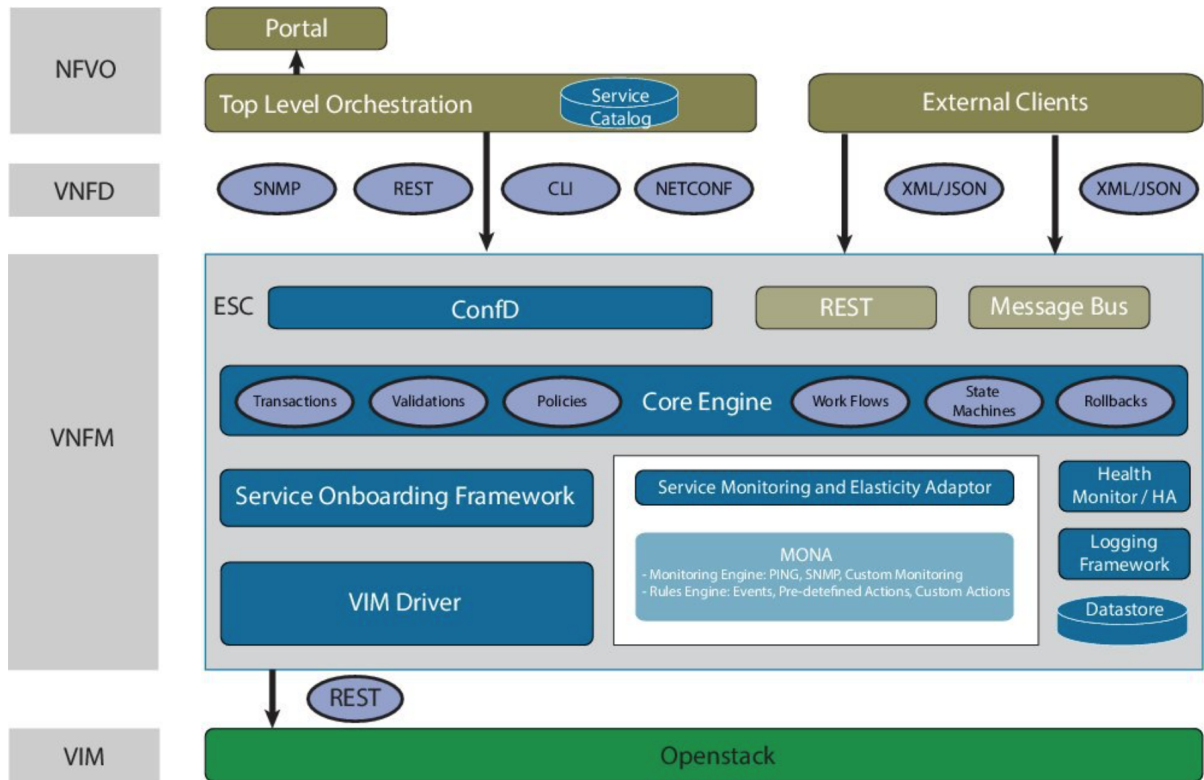 NFVO
Portal
Top Level Orchestration
Service
Catalog
External Clients
VNFD
SNMP
REST
CLI
NETCONF
XML/JSON
XML/JSON
VNFM
ESC
ConfD
REST
Message Bus
Transactions
Validations
Policies
Core Engine
Work Flows
State
Machines
Rollbacks
Service Onboarding Framework
Service Monitoring and Elasticity Adaptor
Health
Monitor / HA
MONA
- Monitoring Engine: PING, SNMP, Custom Monitoring
- Rules Engine: Events, Pre-detefined Actions, Custom Actions
Logging
Framework
VIM Driver
Datastore
REST
VIM
Openstack